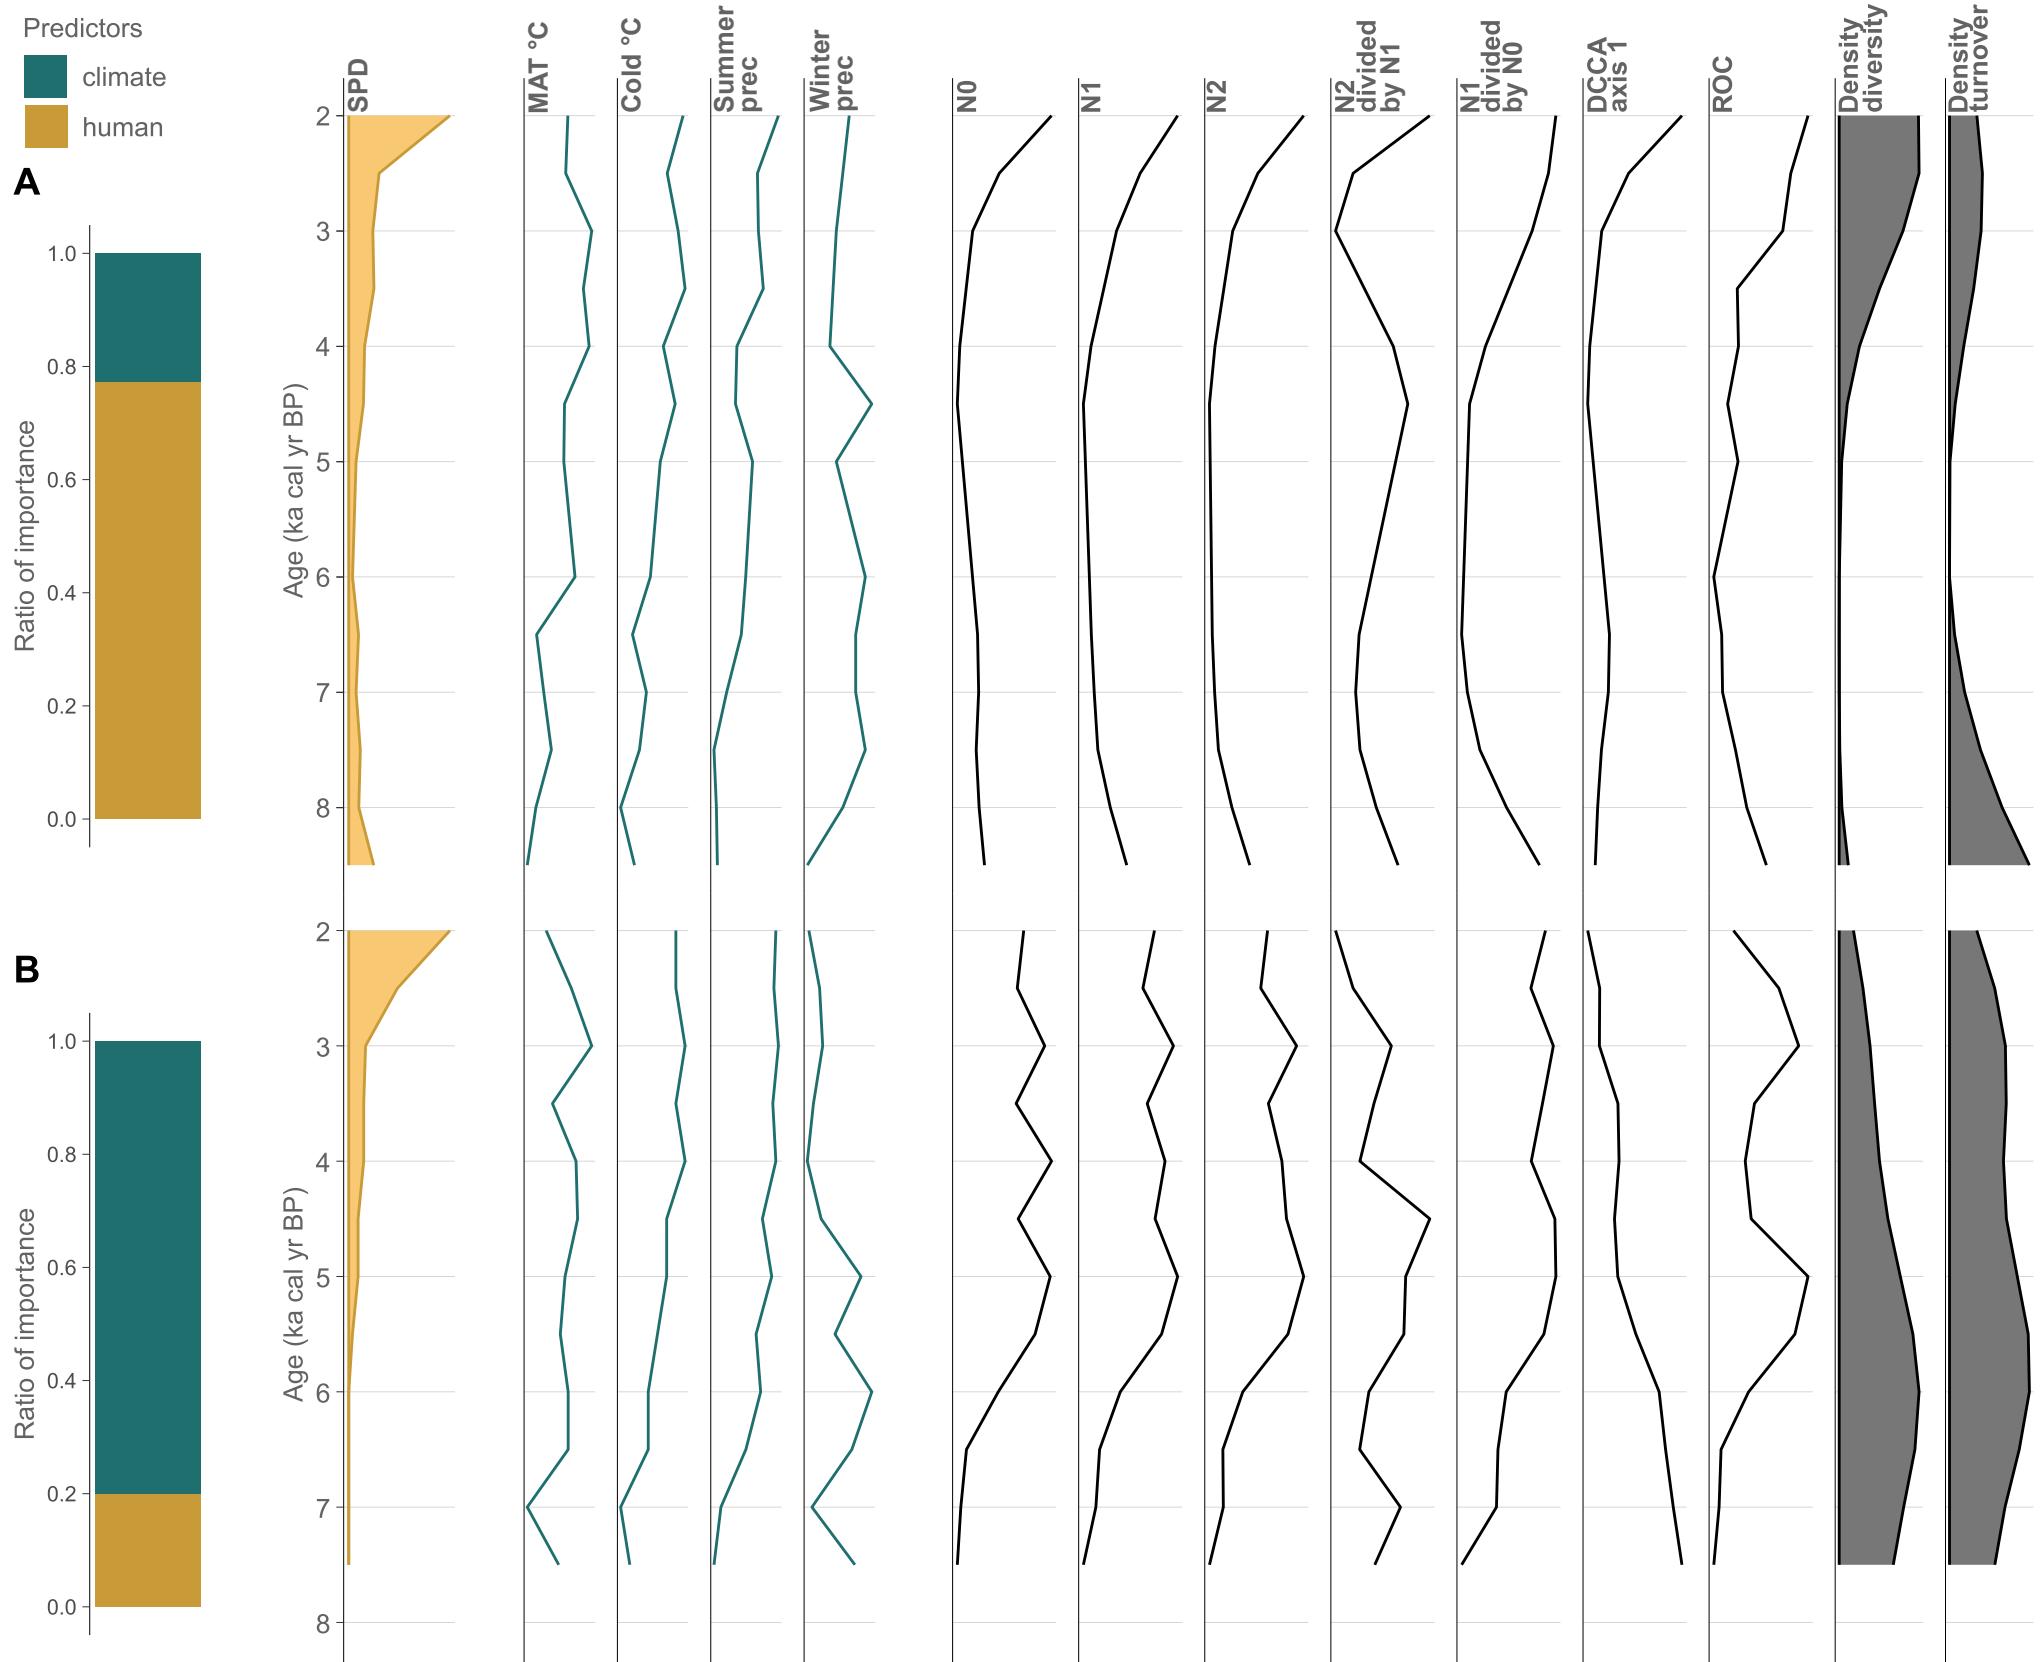 Predictors
climate
human
SPD
MAT °C
Cold °C
Summer
prec
Winter
prec
N0
N1
N2
N2
divided
by N1
N1
divided
by N0
DCCA
axis 1
ROC
Density
diversity
Density
turnover
A
Ratio of importance
1.0
0.8
0.6
0.4
0.2
0.0
Age (ka cal yr BP)
2
3
4
5
6
7
8
B
Ratio of importance
1.0
0.8
0.6
0.4
0.2
0.0
Age (ka cal yr BP)
2
3
4
5
6
7
8